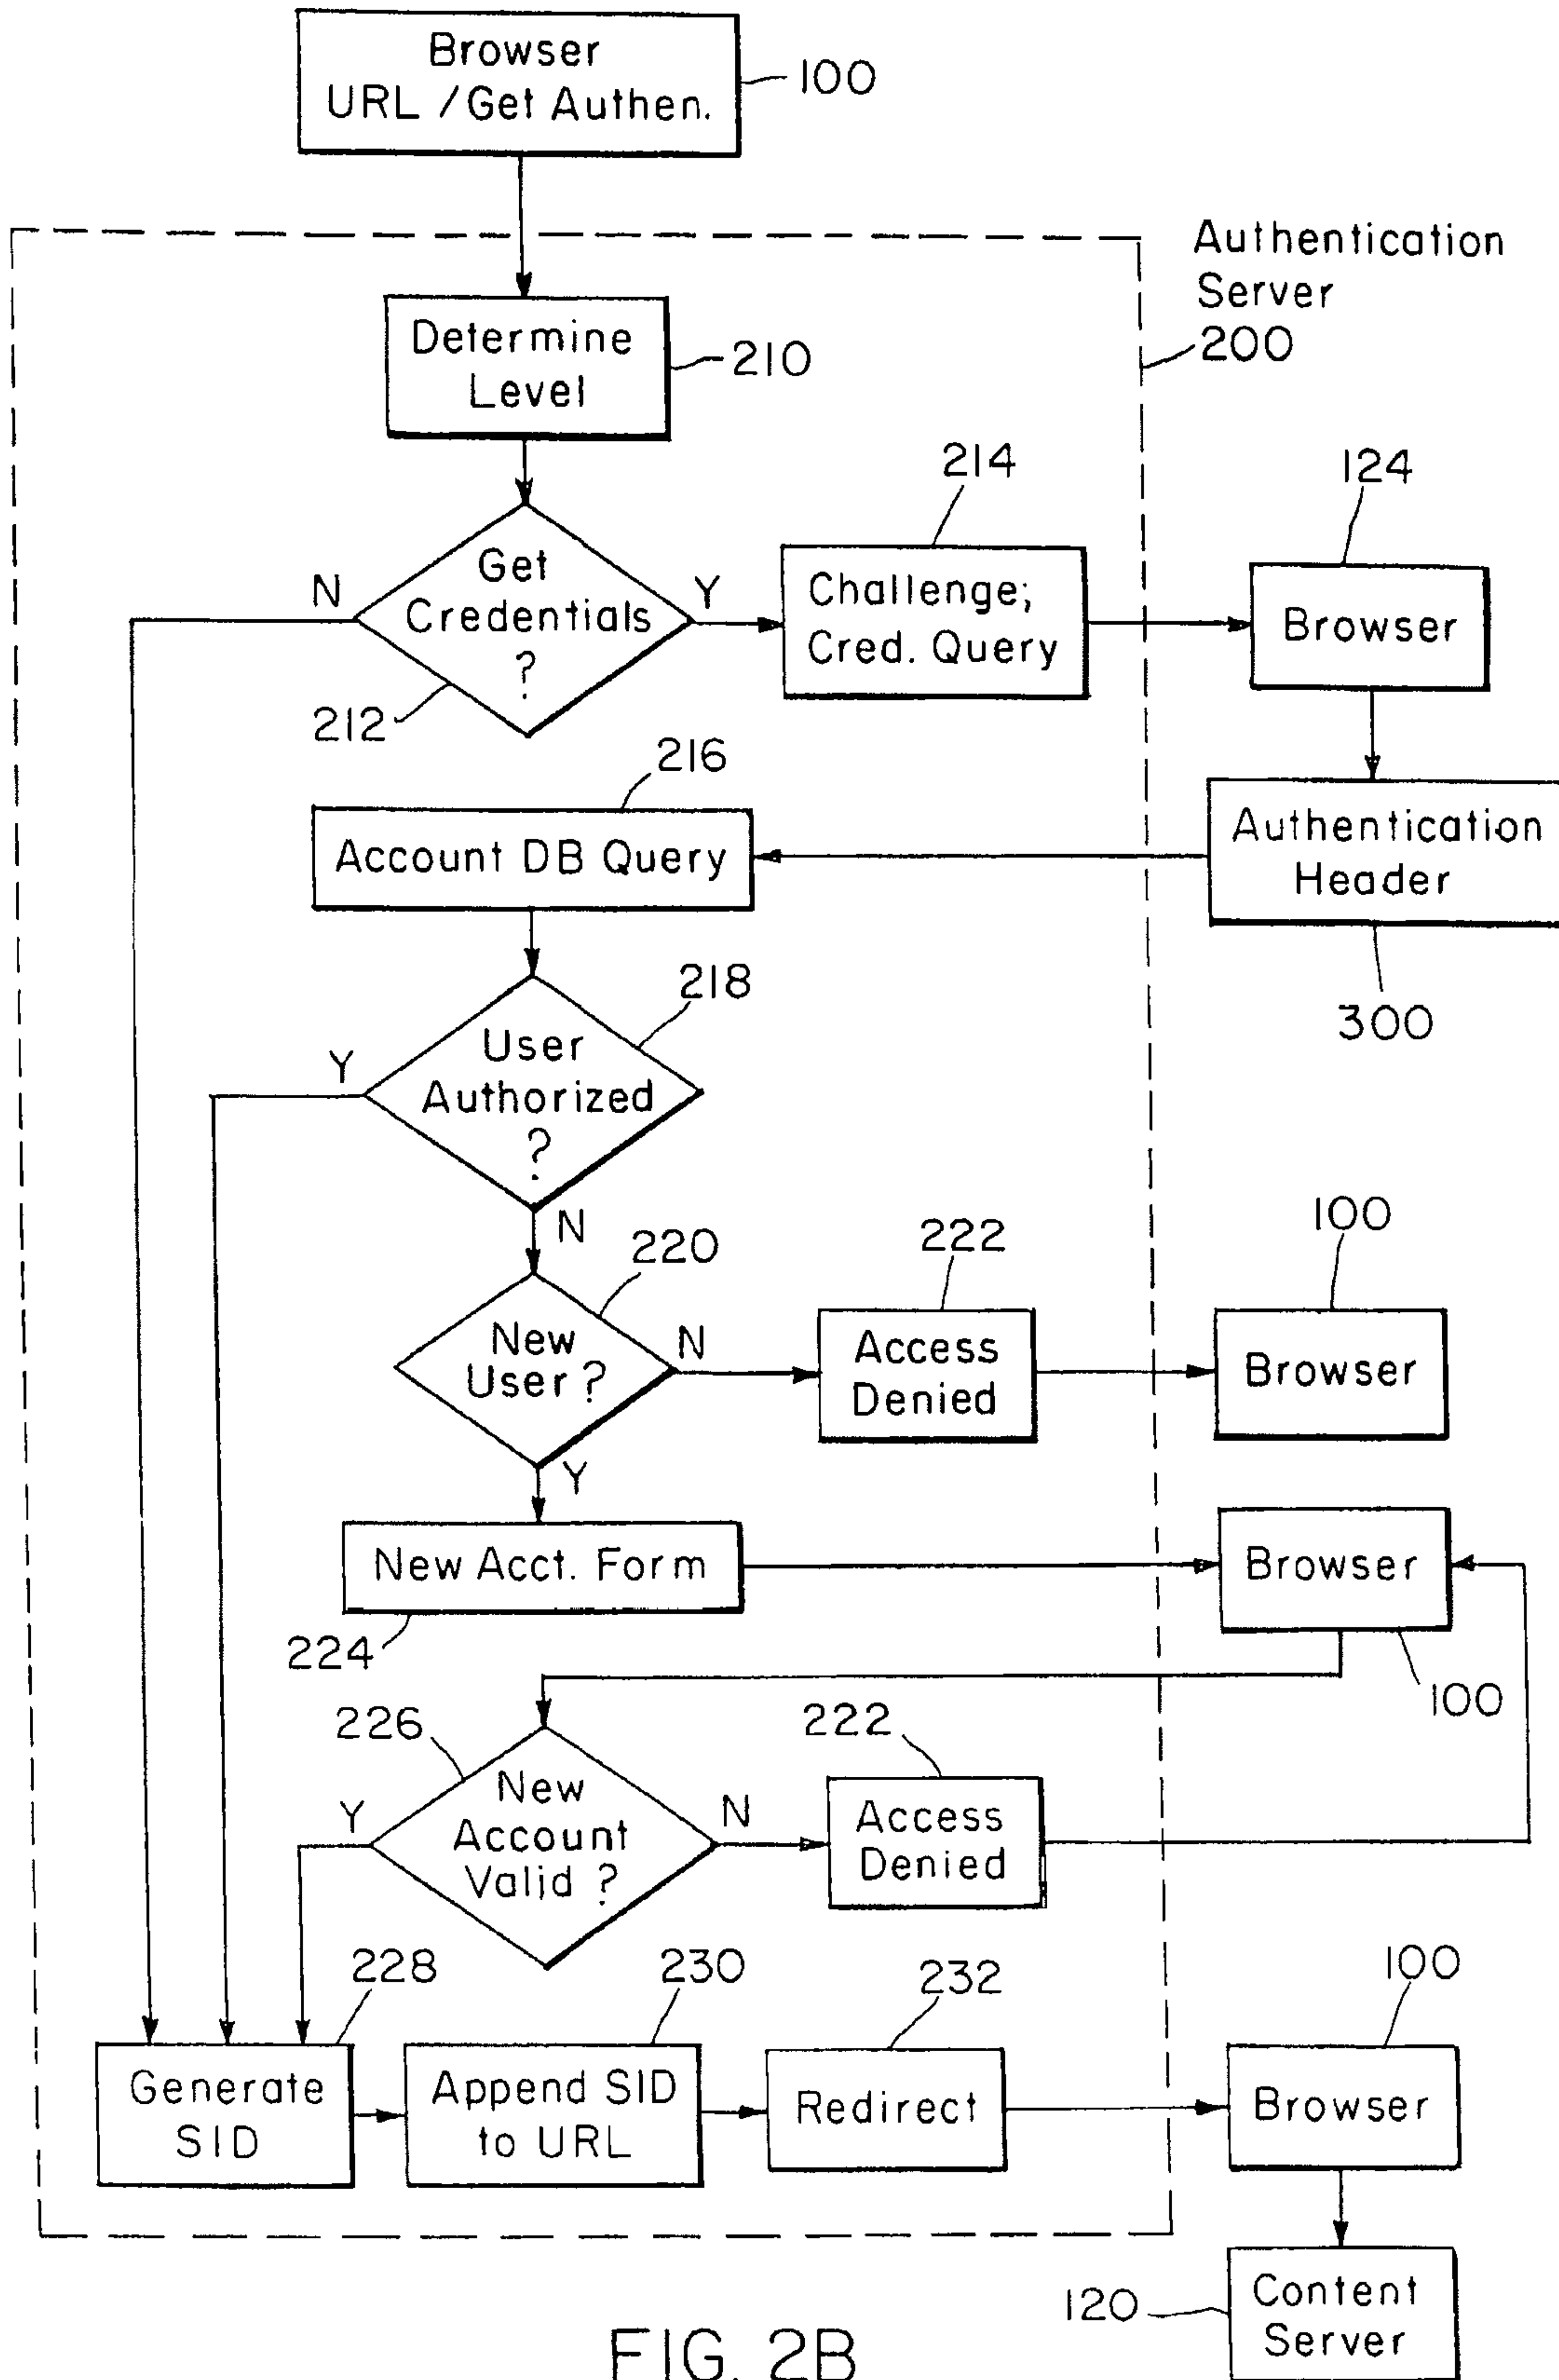 Browser
URL / Get Authen.
100
Authentication
Server
200
Determine
Level
210
214
124
N
Get
Credentials
?
Y
212
Challenge;
Cred. Query
Browser
216
Account DB Query
Authentication
Header
300
218
Y
User
Authorized
?
N
220
222
100
New
User ?
N
Access
Denied
Browser
Y
New Acct. Form
Browser
224
100
226
222
Y
New
Account
Valid ?
N
Access
Denied
228
230
232
100
Generate
SID
Append SID
to URL
Redirect
Browser
120
Content
Server
FIG. 2B